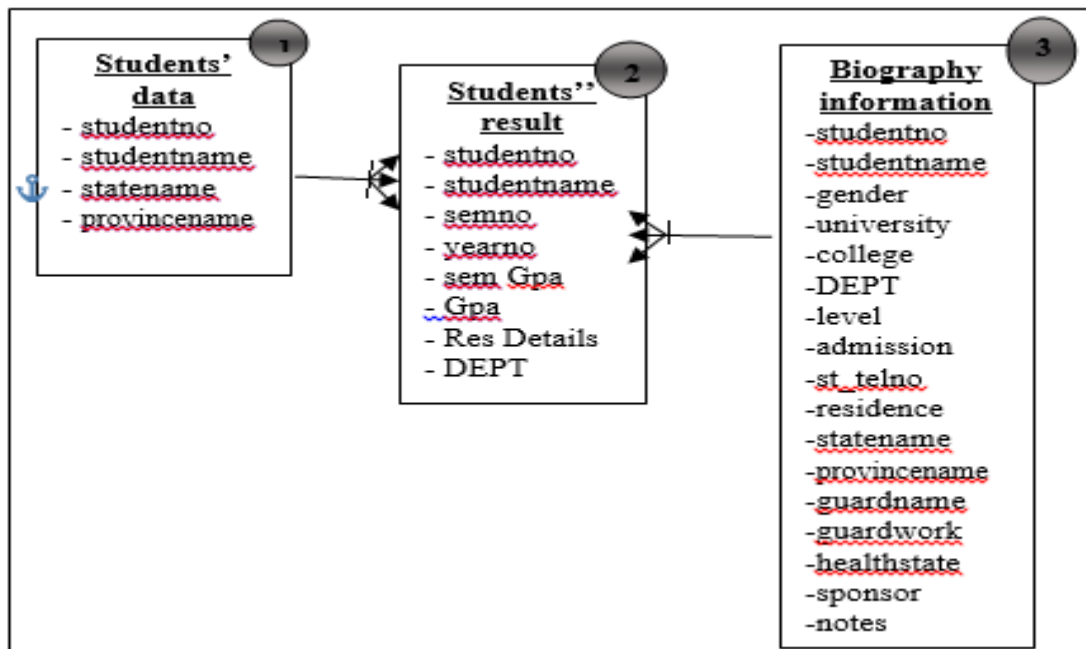 1
Students'
data
- studentno
- studentname
- statename
- provincename
2
Students''
result
- studentno
- studentname
- semno
- yearno
- sem Gpa
- Gpa
- Res Details
- DEPT
3
Biography
information
-studentno
-studentname
-gender
-university
-college
-DEPT
-level
-admission
-st_telno
-residence
-statename
-provincename
-guardname
-guardwork
-healthstate
-sponsor
-notes